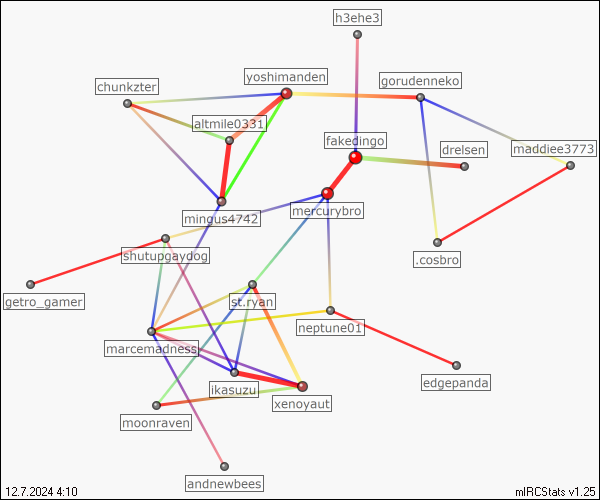 h3ehe3
yoshimanden
gorudenneko
chunkzter
altmile0331
fakedingo
drelsen
maddiee3773
mingus4742
mercurybro
shutupgaydog
.cosbro
getro_gamer
st.ryan
neptune01
marcemadness
ikasuzu
edgepanda
xenoyaut
moonraven
andnewbees
12.7.2024 4:10
mIRCStats v1.25